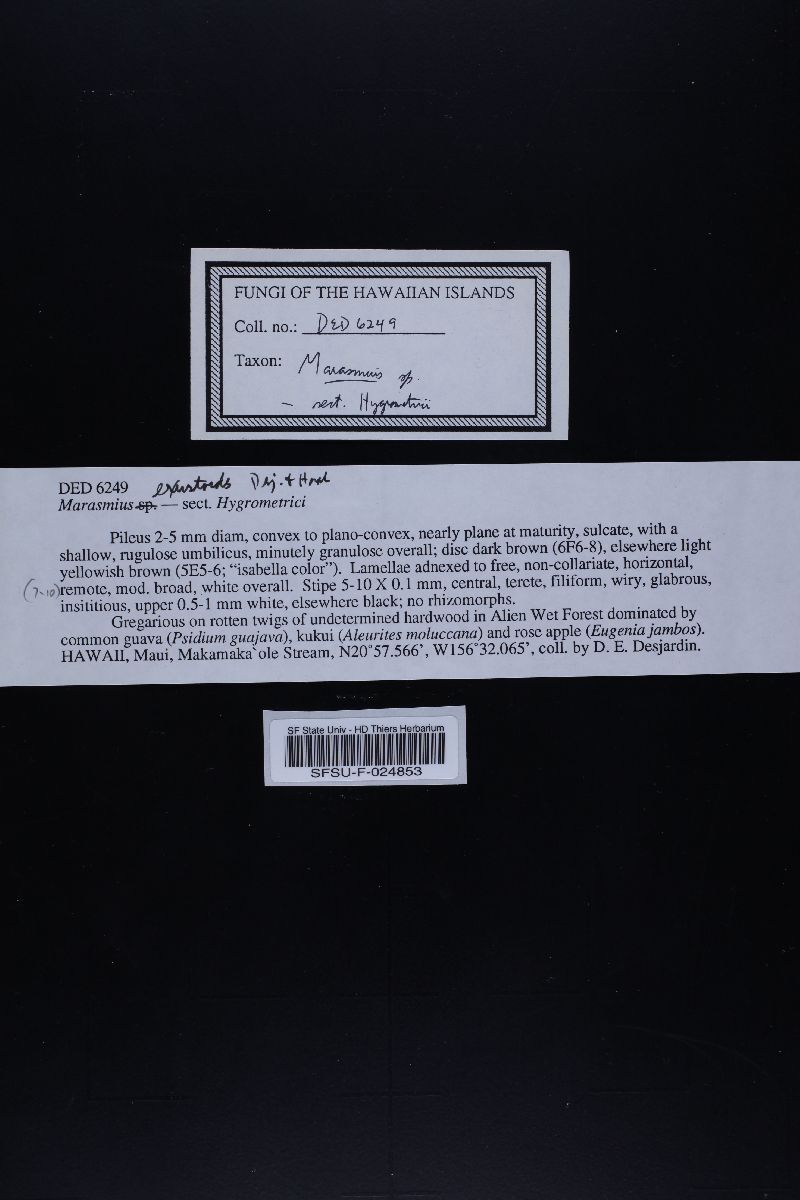 FUNGI OF THE HAWAIIAN ISLANDS
Coll. no.: DED 6249
Taxon: Marasmius sp.
– sect. Hygrometrici
DED 6249 exustoides Desj. & Hord
Marasmius sp. — sect. Hygrometrici
Pileus 2-5 mm diam, convex to plano-convex, nearly plane at maturity, sulcate, with a
shallow, rugulose umbilicus, minutely granulose overall; disc dark brown (6F6-8), elsewhere light
yellowish brown (5E5-6; “isabella color”). Lamellae adnexed to free, non-collariate, horizontal,
(7-10) remote, mod. broad, white overall. Stipe 5-10 X 0.1 mm, central, terete, filiform, wiry, glabrous,
insititious, upper 0.5-1 mm white, elsewhere black; no rhizomorphs.
Gregarious on rotten twigs of undetermined hardwood in Alien Wet Forest dominated by
common guava (Psidium guajava), kukui (Aleurites moluccana) and rose apple (Eugenia jambos).
HAWAII, Maui, Makamaka`ole Stream, N20°57.566’, W156°32.065’, coll. by D. E. Desjardin.
SF State Univ - HD Thiers Herbarium
SFSU-F-024853